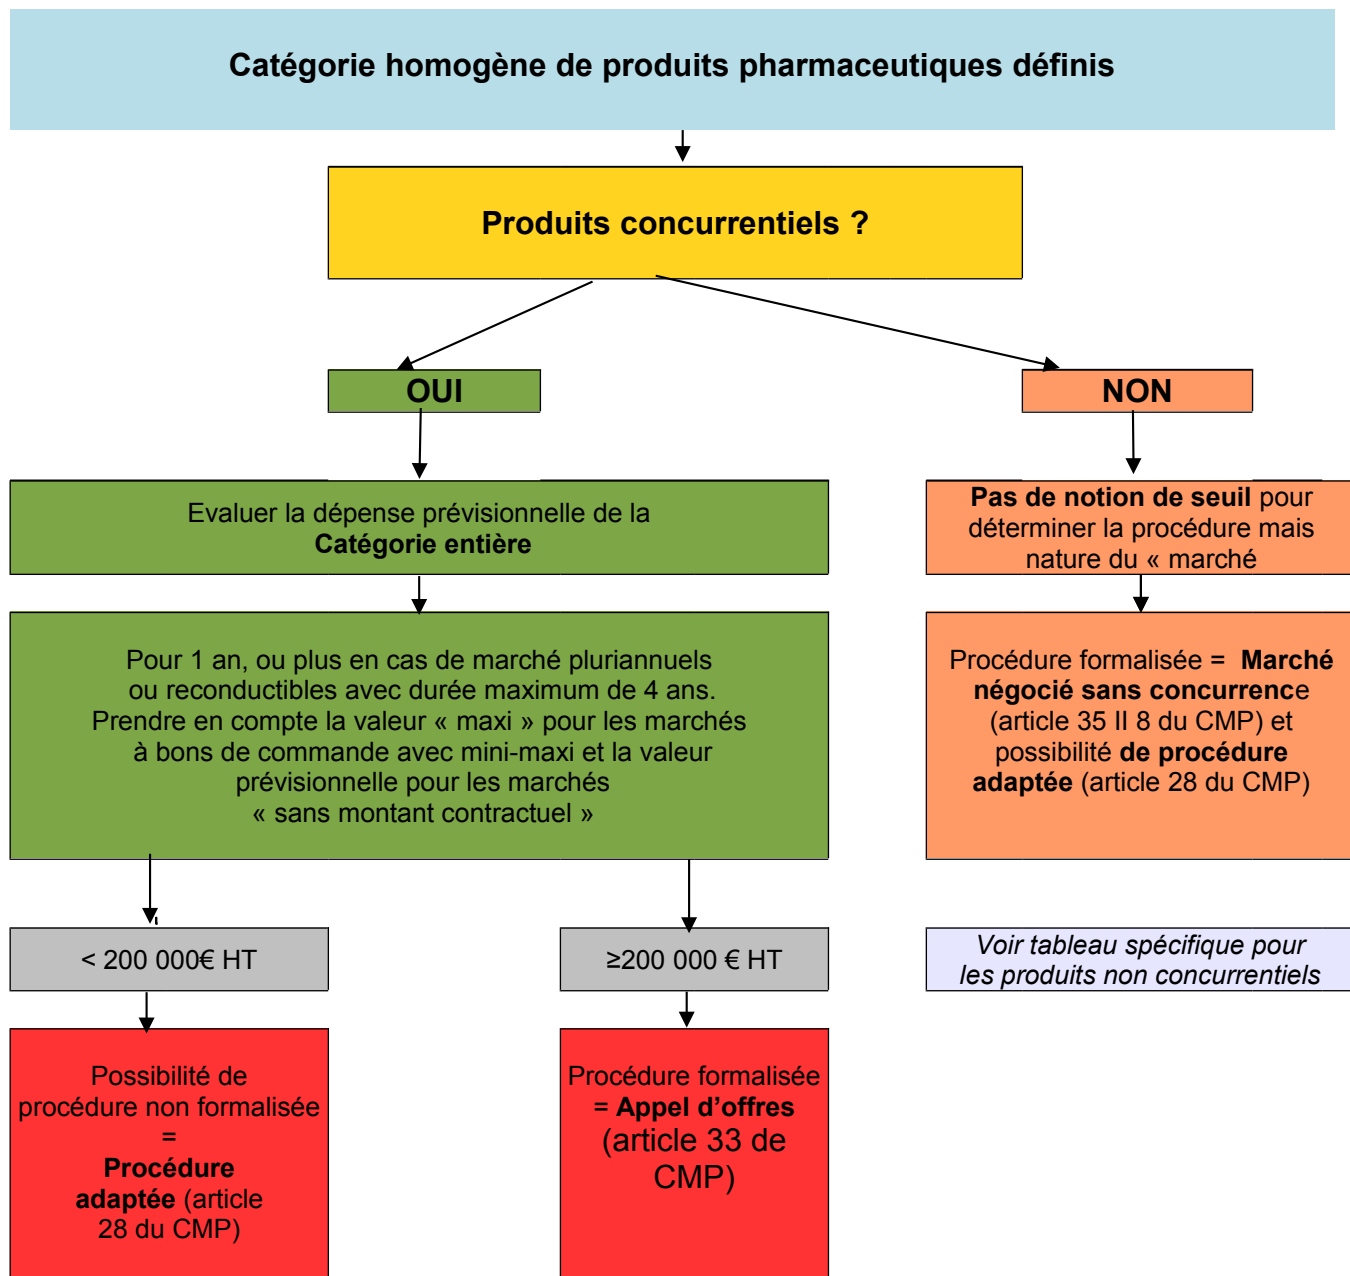 Catégorie homogène de produits pharmaceutiques définis
Produits concurrentiels ?
OUI
NON
Evaluer la dépense prévisionnelle de la
Catégorie entière
Pas de notion de seuil pour
déterminer la procédure mais
nature du « marché
Pour 1 an, ou plus en cas de marché pluriannuels
ou reconductibles avec durée maximum de 4 ans.
Prendre en compte la valeur « maxi » pour les marchés
à bons de commande avec mini-maxi et la valeur
prévisionnelle pour les marchés
« sans montant contractuel »
Procédure formalisée = Marché
négocié sans concurrence
(article 35 II 8 du CMP) et
possibilité de procédure
adaptée (article 28 du CMP)
< 200 000€ HT
≥200 000 € HT
Voir tableau spécifique pour
les produits non concurrentiels
Possibilité de
procédure non formalisée
=
Procédure
adaptée (article
28 du CMP)
Procédure formalisée
= Appel d’offres
(article 33 de
CMP)